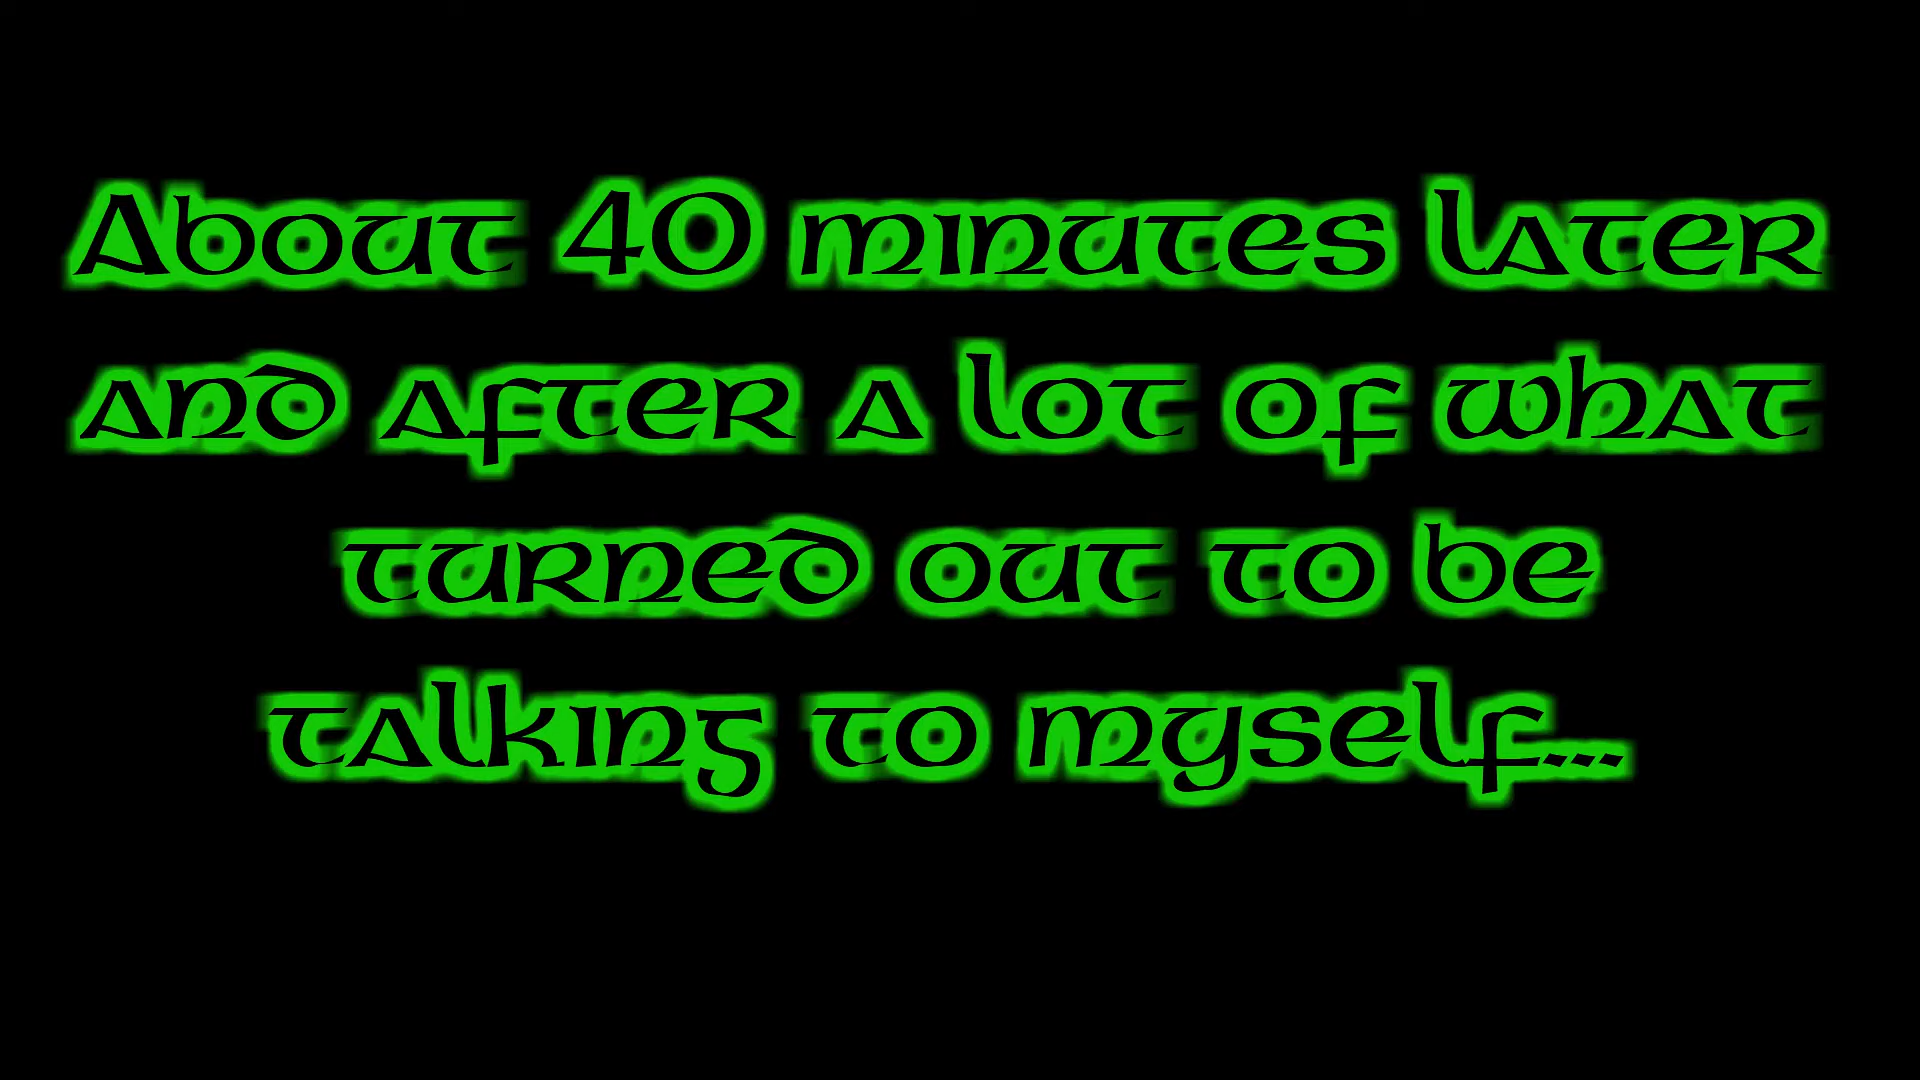 About 40 minutes later
and after a lot of what
turned out to be
talking to myself...